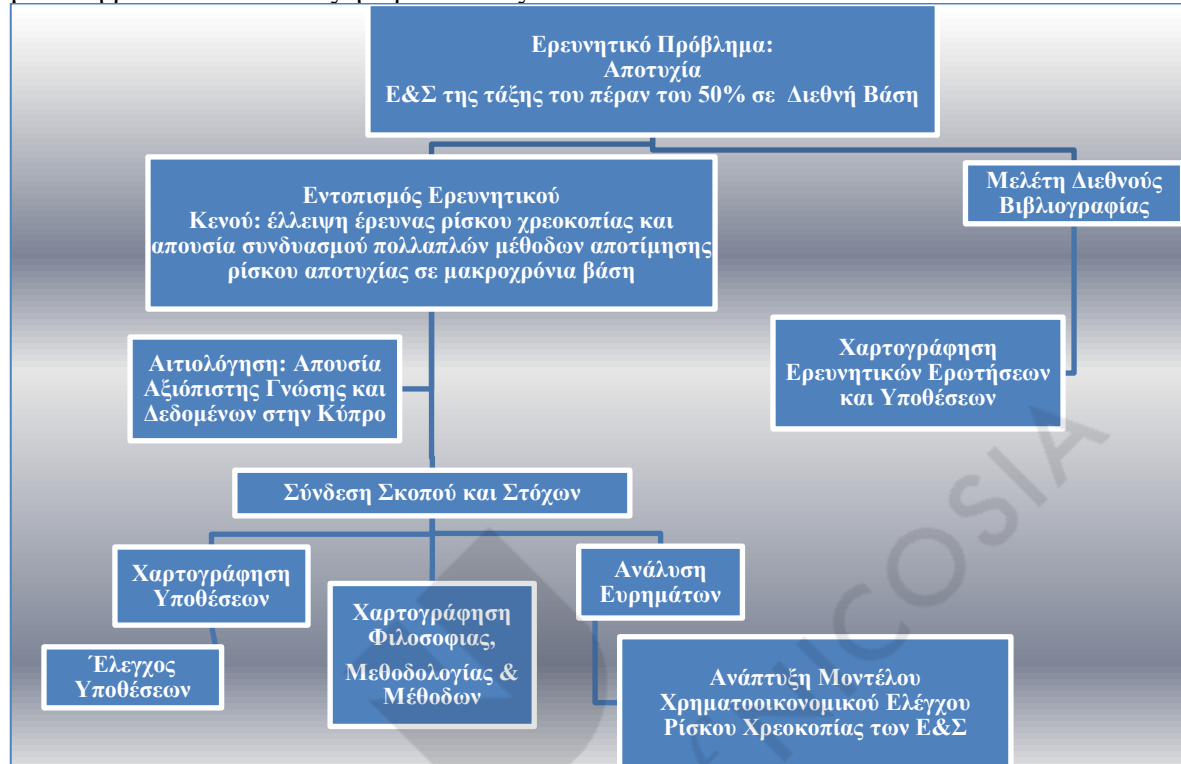 Ερευνητικό Πρόβλημα:
Αποτυχία
Ε&Σ της τάξης του πέραν του 50% σε Διεθνή Βάση
Εντοπισμός Ερευνητικού
Κενού: έλλειψη έρευνας ρίσκου χρεοκοπίας και
απουσία συνδυασμού πολλαπλών μέθοδων αποτίμησης
ρίσκου αποτυχίας σε μακροχρόνια βάση
Μελέτη Διεθνούς
Βιβλιογραφίας
Αιτιολόγηση: Απουσία
Αξιόπιστης Γνώσης και
Δεδομένων στην Κύπρο
Χαρτογράφηση
Ερευνητικών Ερωτήσεων
και Υποθέσεων
Σύνδεση Σκοπού και Στόχων
Χαρτογράφηση
Υποθέσεων
Έλεγχος
Υποθέσεων
Χαρτογράφηση
Φιλοσοφιας,
Μεθοδολογίας &
Μέθοδων
Ανάλυση
Ευρημάτων
Ανάπτυξη Μοντέλου
Χρηματοοικονομικού Ελέγχου
Ρίσκου Χρεοκοπίας των Ε&Σ
NICOSIA